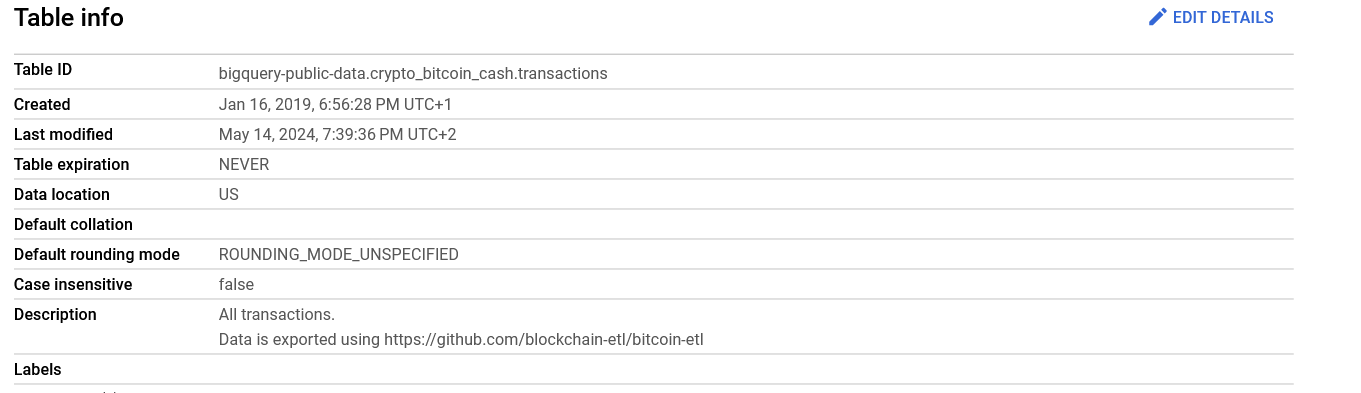 Table info
EDIT DETAILS
Table ID bigquery-public-data.crypto_bitcoin_cash.transactions
Created Jan 16, 2019, 6:56:28 PM UTC+1
Last modified May 14, 2024, 7:39:36 PM UTC+2
Table expiration NEVER
Data location US
Default collation
Default rounding mode ROUNDING_MODE_UNSPECIFIED
Case insensitive false
Description All transactions.
Data is exported using https://github.com/blockchain-etl/bitcoin-etl
Labels